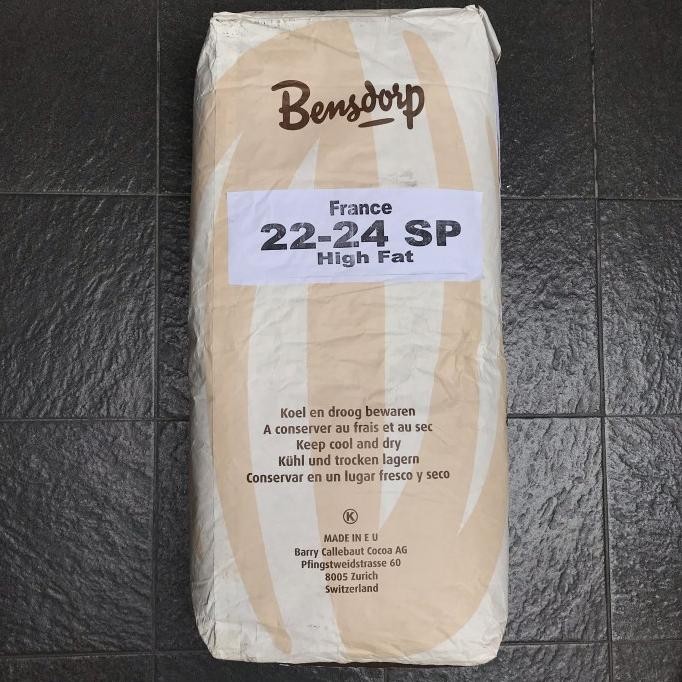 Bensdorp
France
22-24 SP
High Fat
Koel en droog bewaren
A conserver au frais et au sec
Keep cool and dry
Kühl und trocken lagern
Conservar en un lugar fresco y seco
K
MADE IN E U
Barry Callebaut Cocoa AG
Pfingstweidstrasse 60
8005 Zurich
Switzerland